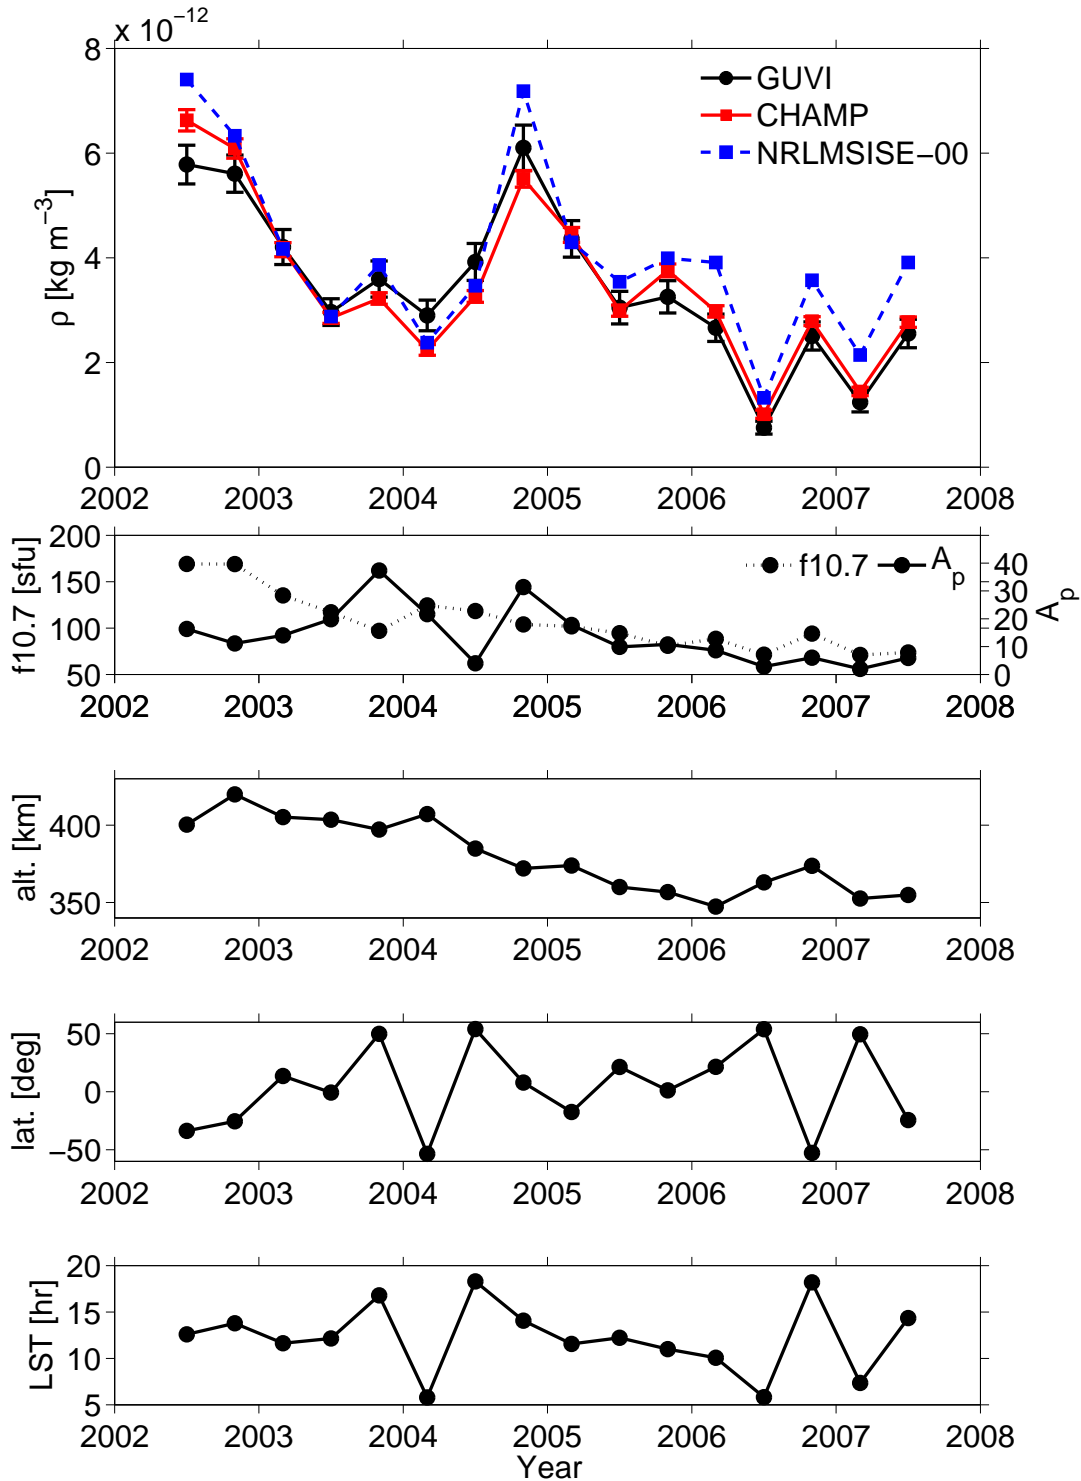 x 10−12
8
6
4
2
0
ρ [kg m−3]
GUVI
CHAMP
NRLMSISE−00
2002 2003 2004 2005 2006 2007 2008
200
150
100
50
f10.7 [sfu]
f10.7 Ap
40
30
20
10
0
Ap
2002 2003 2004 2005 2006 2007 2008
400
350
alt. [km]
2002 2003 2004 2005 2006 2007 2008
50
0
−50
lat. [deg]
2002 2003 2004 2005 2006 2007 2008
20
15
10
5
LST [hr]
2002 2003 2004 2005 2006 2007 2008
Year